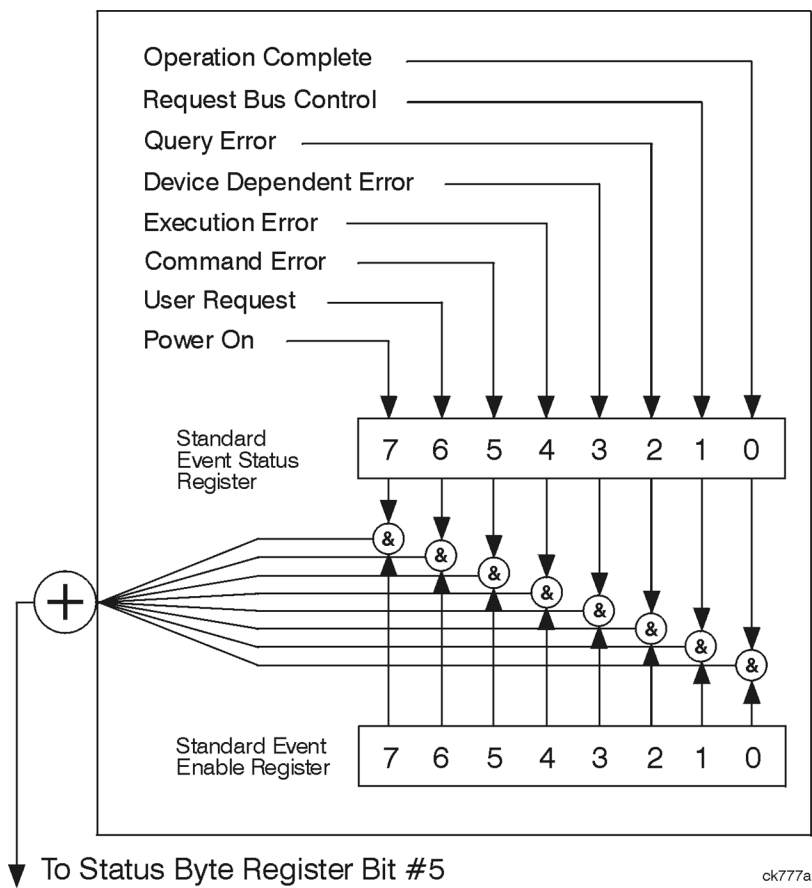 Operation Complete
Request Bus Control
Query Error
Device Dependent Error
Execution Error
Command Error
User Request
Power On
Standard
Event Status
Register
7 6 5 4 3 2 1 0
&
&
&
&
&
&
&
&
+
Standard Event
Enable Register
7 6 5 4 3 2 1 0
To Status Byte Register Bit #5
ck777a